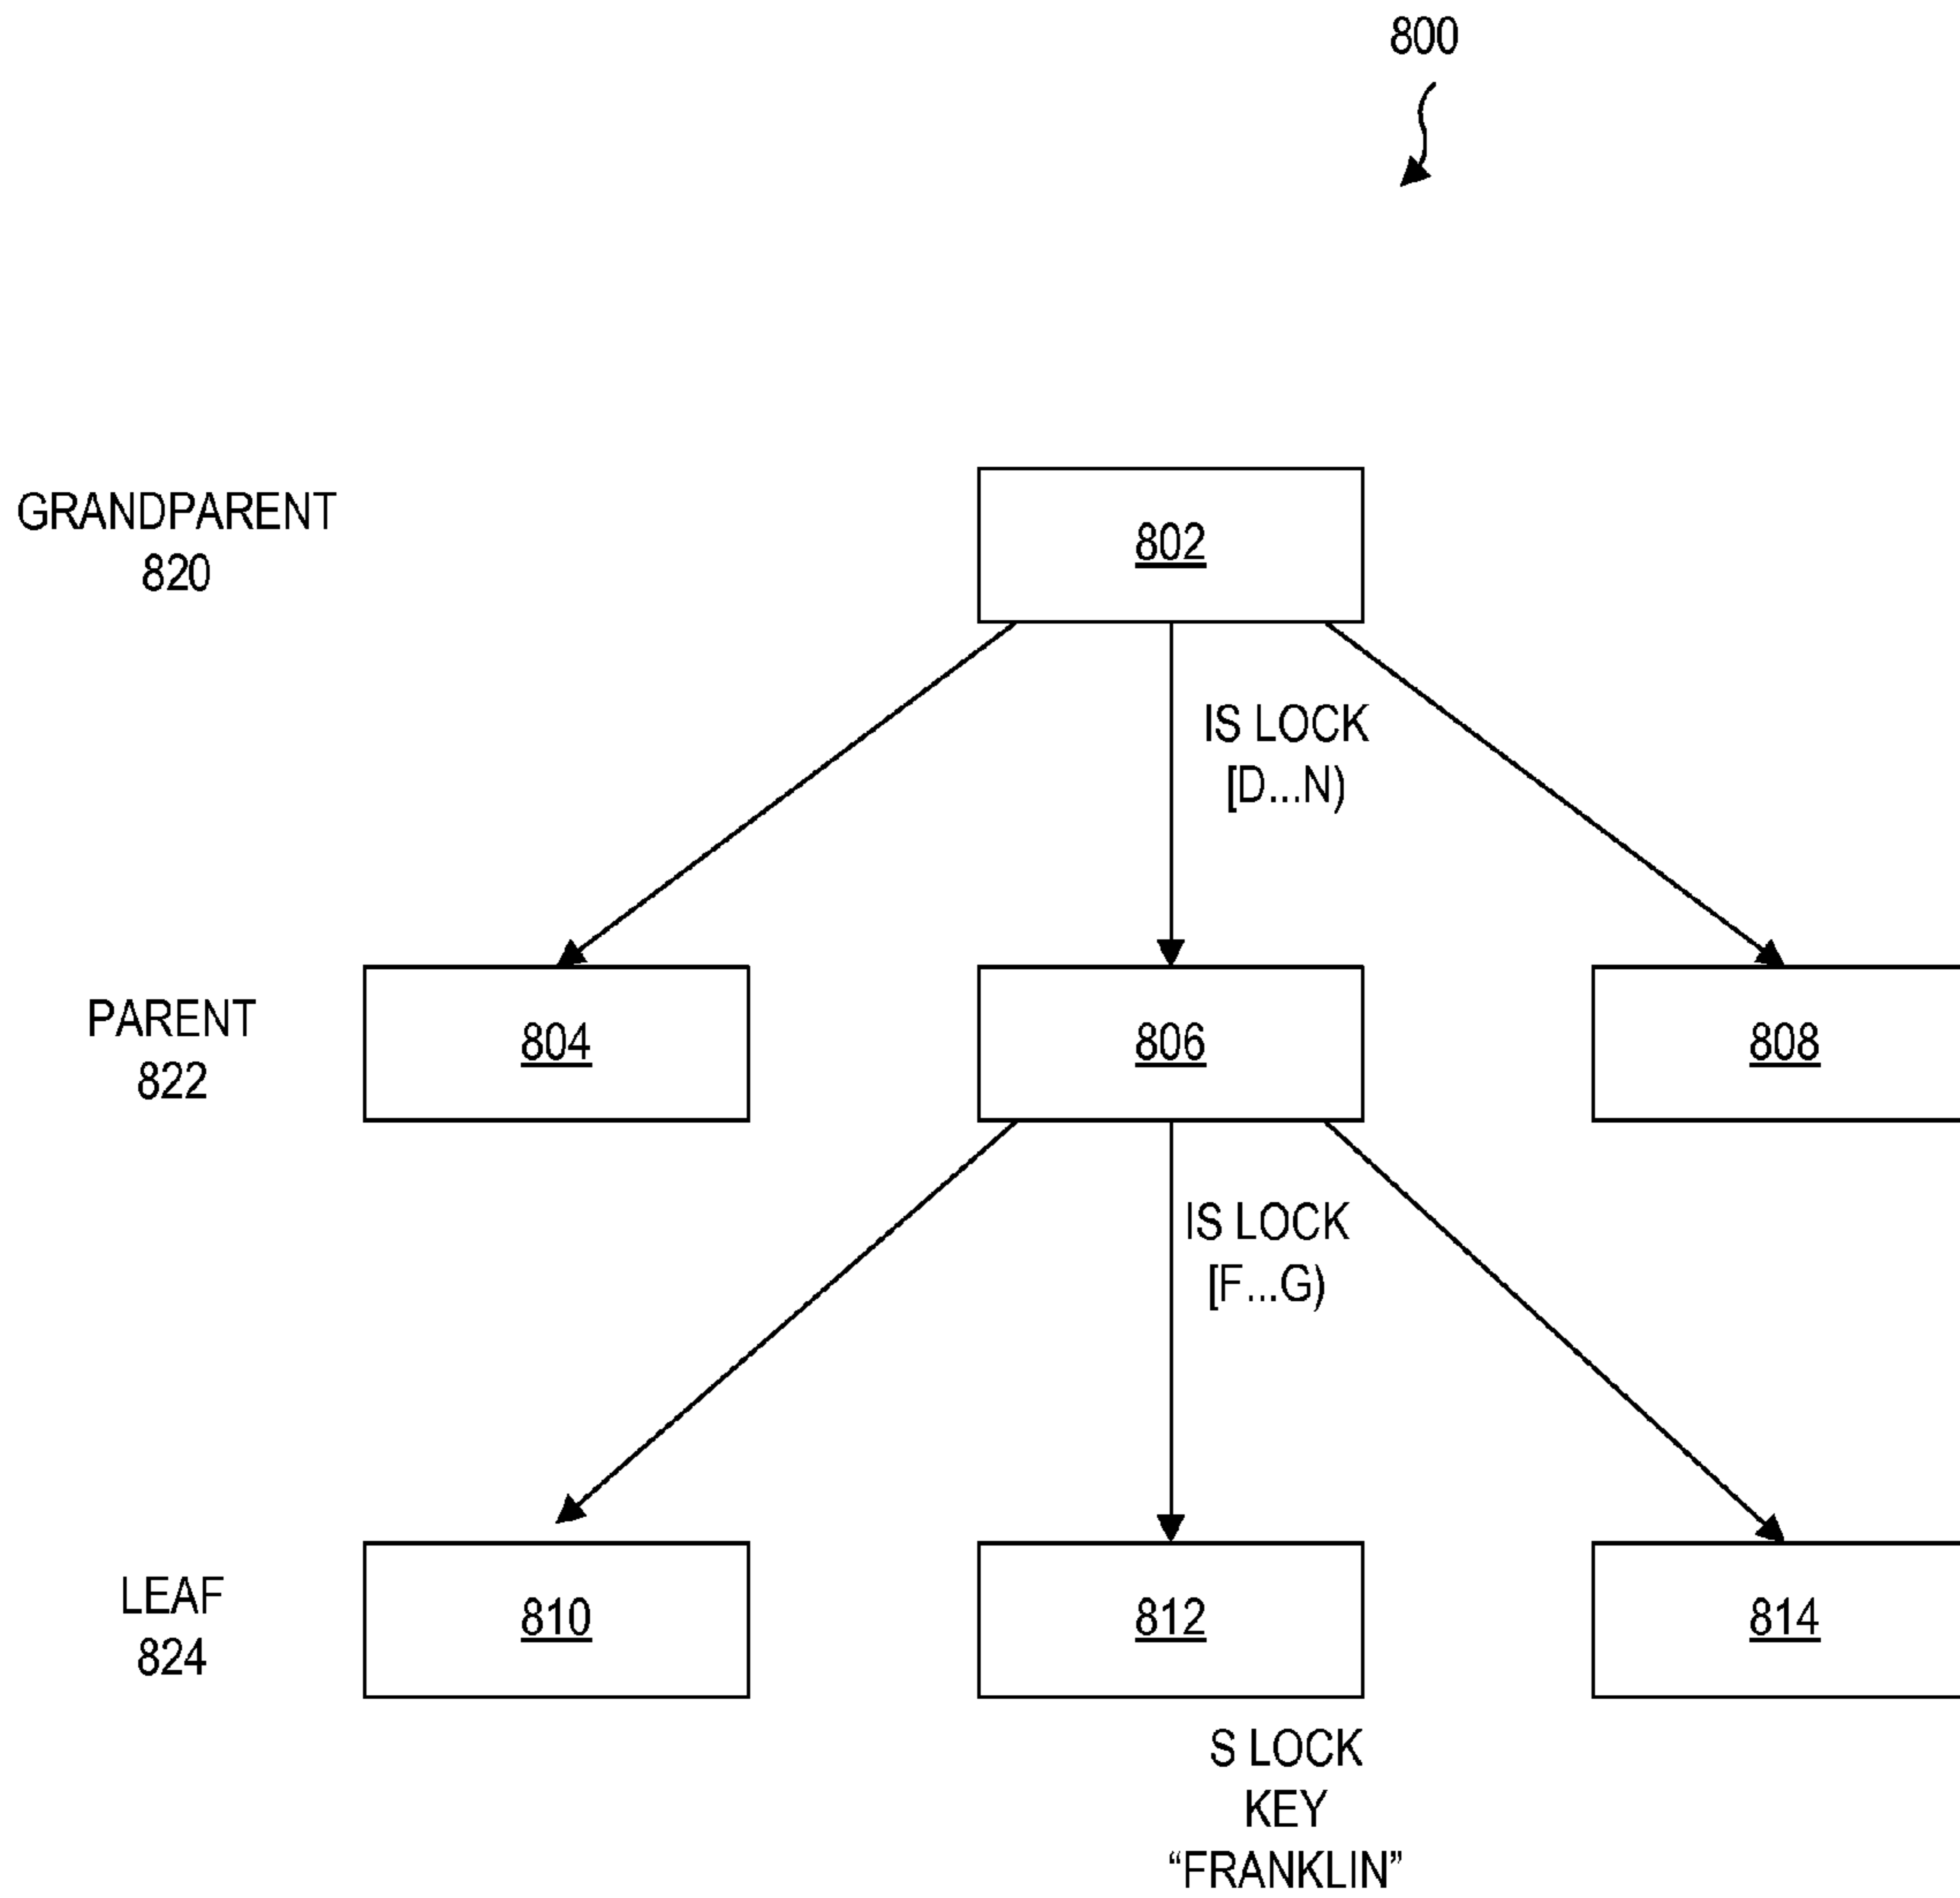 800
GRANDPARENT
820
802
IS LOCK
[D...N)
PARENT
822
804
806
808
IS LOCK
[F...G)
LEAF
824
810
812
814
S LOCK
KEY
“FRANKLIN”